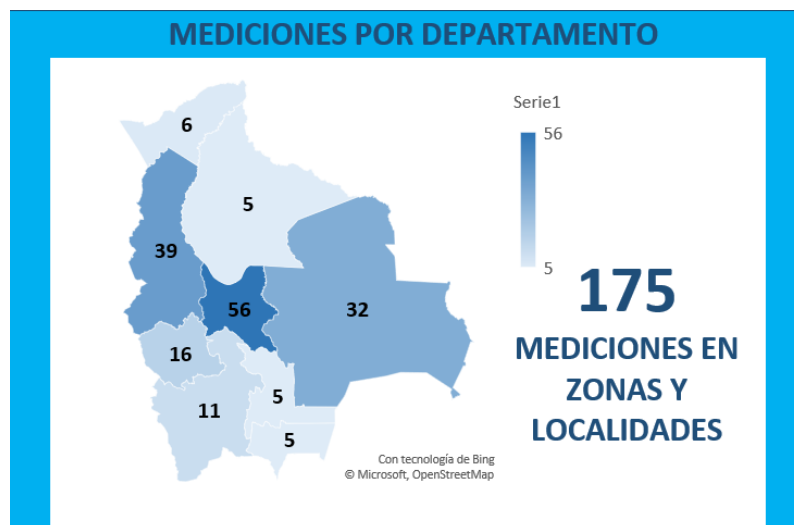 MEDICIONES POR DEPARTAMENTO
Serie1
56
5
6
5
39
56
32
16
11
5
5
175
MEDICIONES EN
ZONAS Y
LOCALIDADES
Con tecnología de Bing
© Microsoft, OpenStreetMap